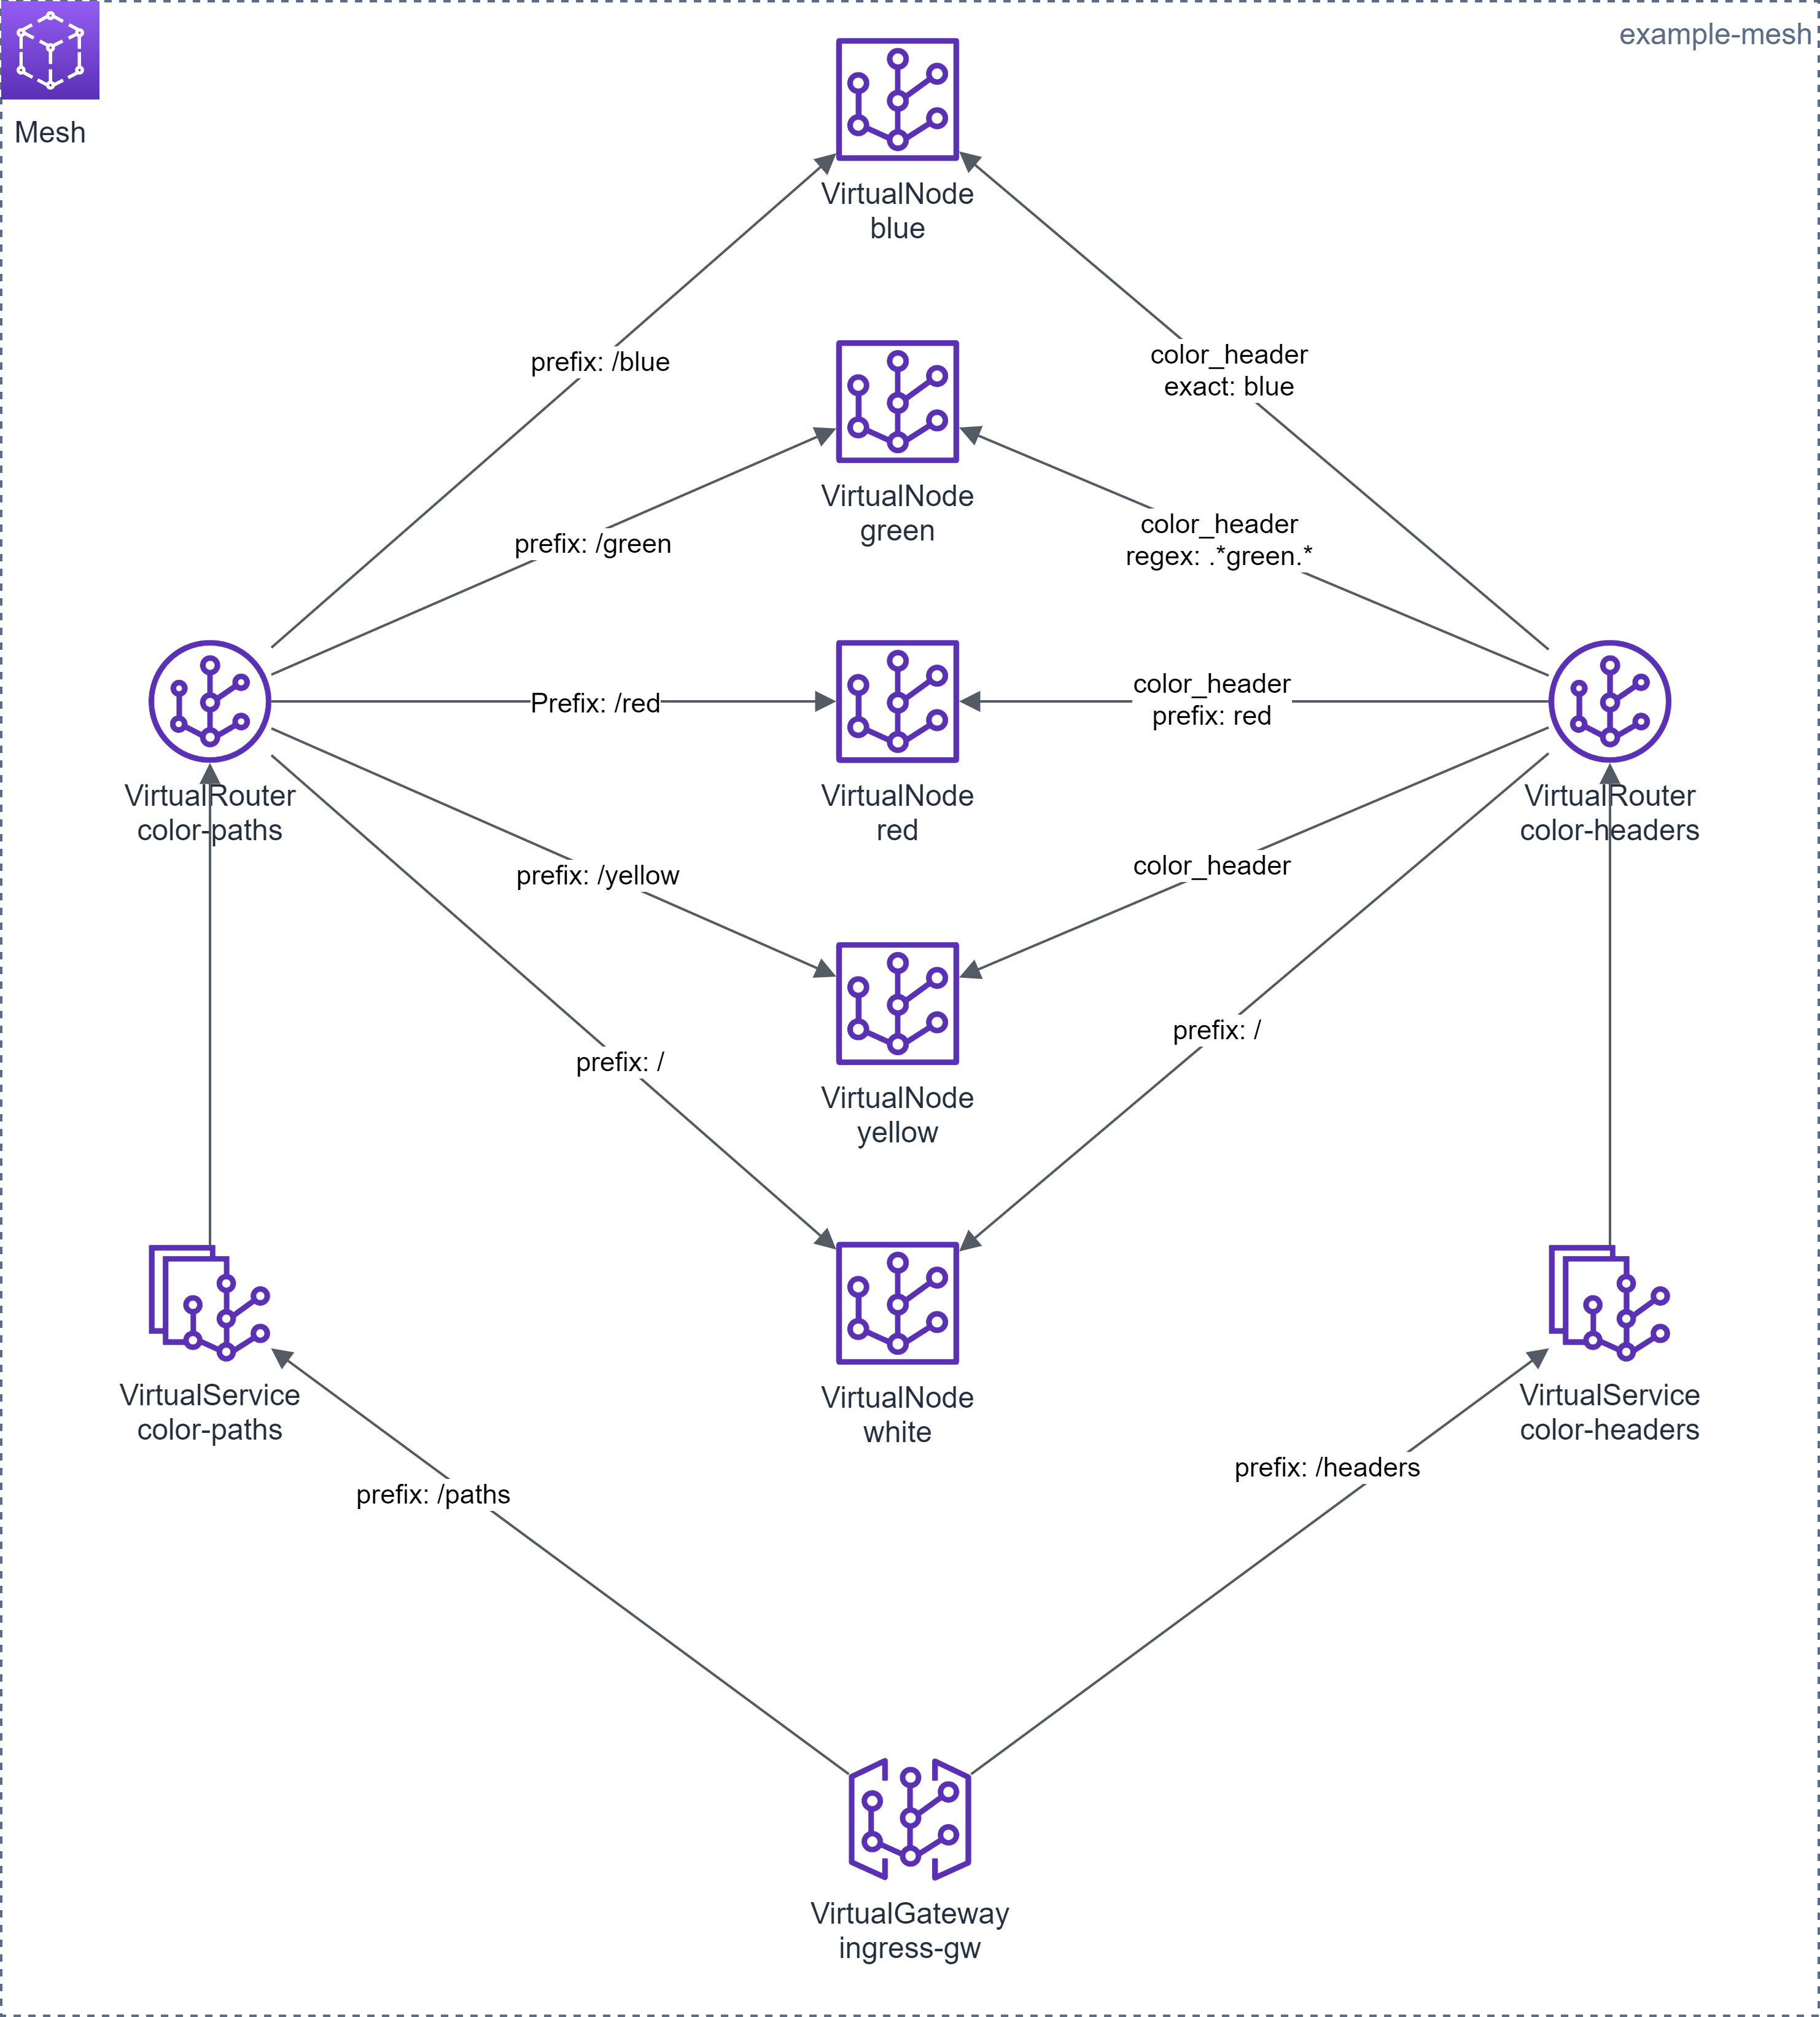 example-mesh
Mesh
VirtualNode
blue
prefix: /blue
color_header
exact: blue
VirtualNode
green
prefix: /green
color_header
regex: .*green.*
Prefix: /red
color_header
prefix: red
VirtualRouter
color-paths
VirtualNode
red
VirtualRouter
color-headers
prefix: /yellow
color_header
prefix: /
prefix: /
VirtualNode
yellow
VirtualService
color-paths
VirtualNode
white
VirtualService
color-headers
prefix: /paths
prefix: /headers
VirtualGateway
ingress-gw